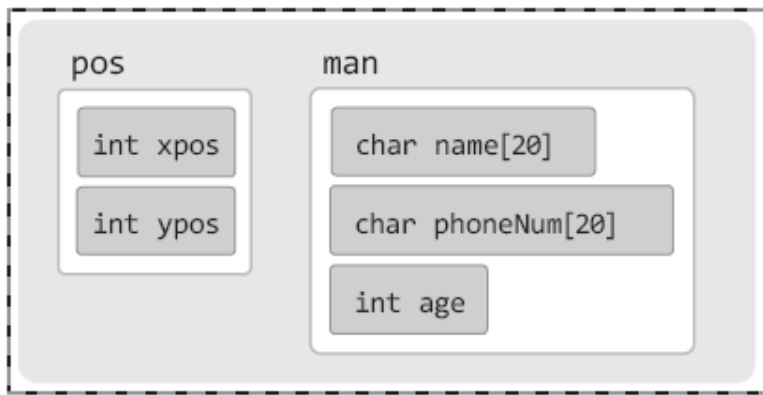 pos
int xpos
int ypos
man
char name[20]
char phoneNum[20]
int age